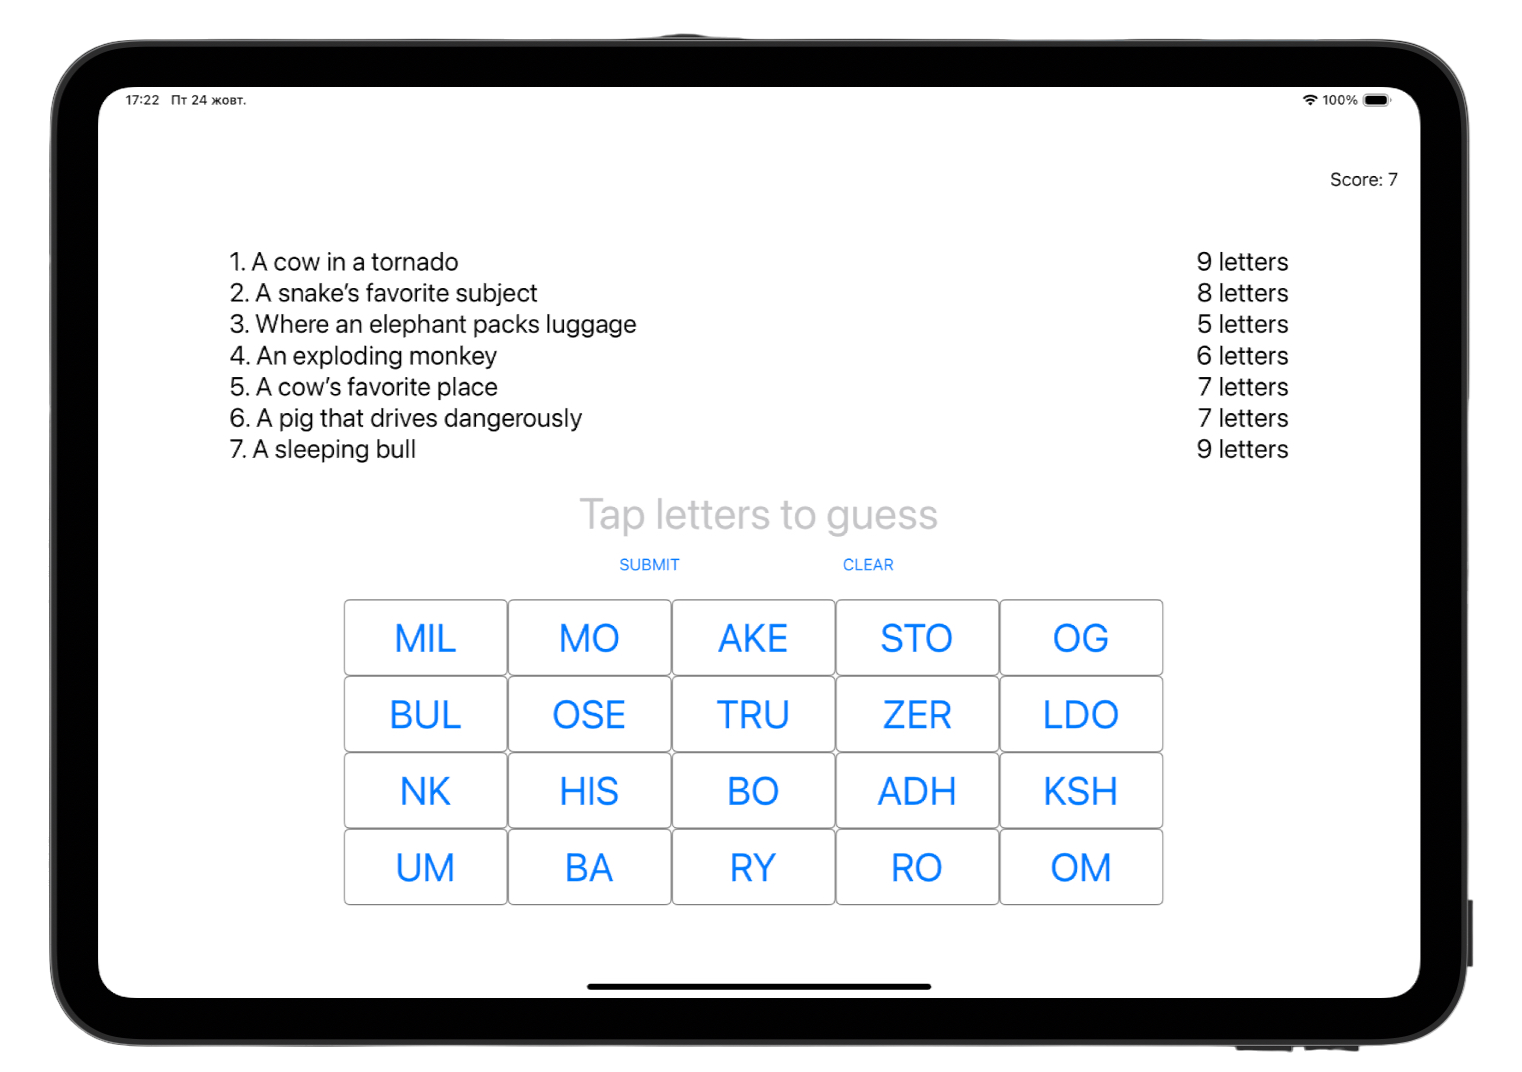 17:22 Пт 24 жовт.
100%
Score: 7
1. A cow in a tornado 9 letters
2. A snake’s favorite subject 8 letters
3. Where an elephant packs luggage 5 letters
4. An exploding monkey 6 letters
5. A cow’s favorite place 7 letters
6. A pig that drives dangerously 7 letters
7. A sleeping bull 9 letters
Tap letters to guess
SUBMIT CLEAR
MIL MO AKE STO OG
BUL OSE TRU ZER LDO
NK HIS BO ADH KSH
UM BA RY RO OM